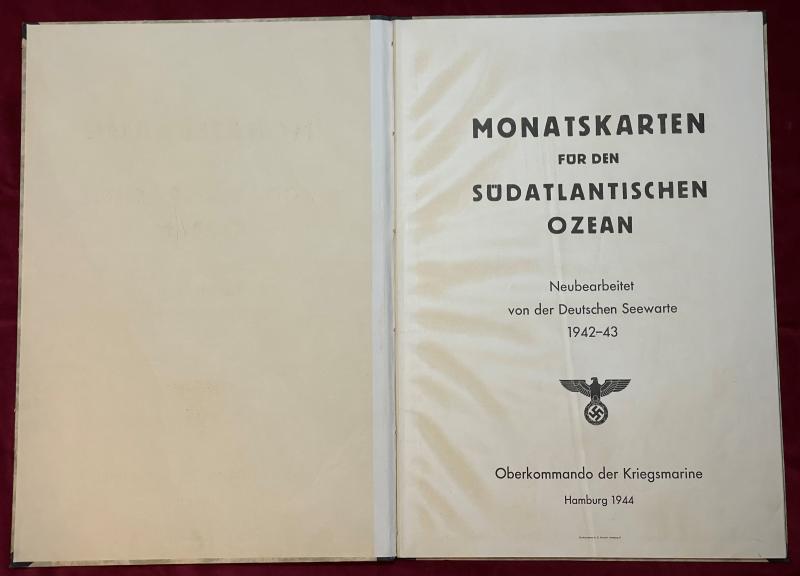 MONATSKARTEN
FÜR DEN
SÜDATLANTISCHEN
OZEAN
Neubearbeitet
von der Deutschen Seewarte
1942–43
Oberkommando der Kriegsmarine
Hamburg 1944